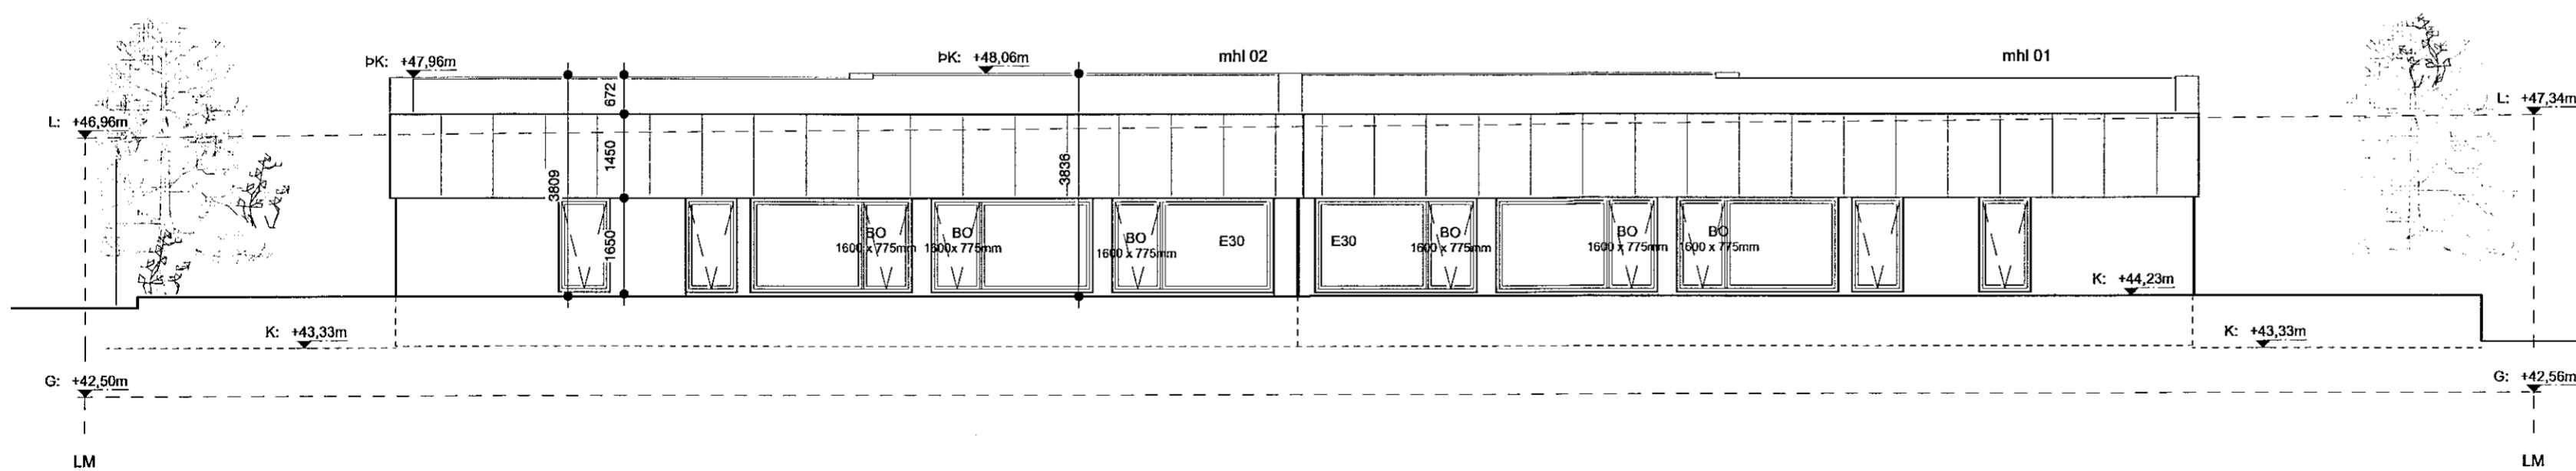 mhl 02
mhl 01
ÞK: +47,96m
ÞK: +48,06m
L: +46,96m
L: +47,34m
672
1450
3809
3836
1650
BO
1600 x 775mm
BO
1600 x 775mm
BO
1600 x 775mm
E30
E30
BO
1600 x 775mm
BO
1600 x 775mm
BO
1600 x 775mm
K: +44,23m
K: +43,33m
K: +43,33m
G: +42,50m
G: +42,56m
LM
LM